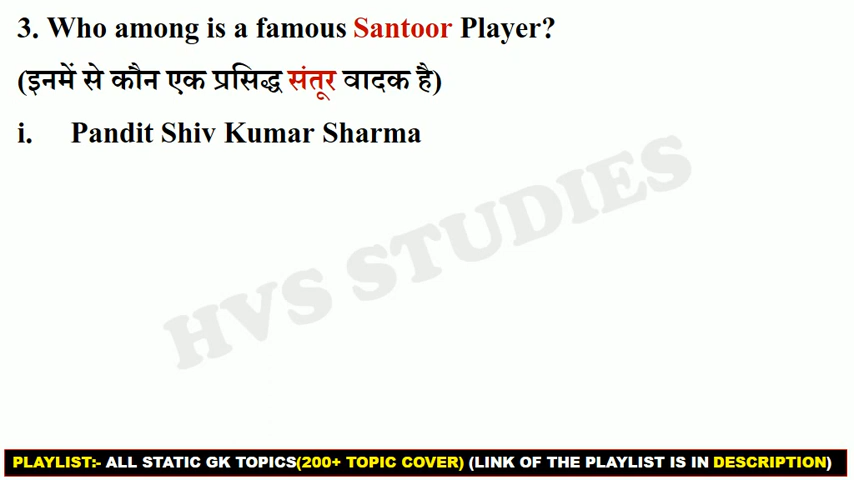 3. Who among is a famous Santoor Player?
(इनमें से कौन एक प्रसिद्ध संतूर वादक है)
i. Pandit Shiv Kumar Sharma
HVS STUDIES
PLAYLIST:- ALL STATIC GK TOPICS(200+ TOPIC COVER) (LINK OF THE PLAYLIST IS IN DESCRIPTION)